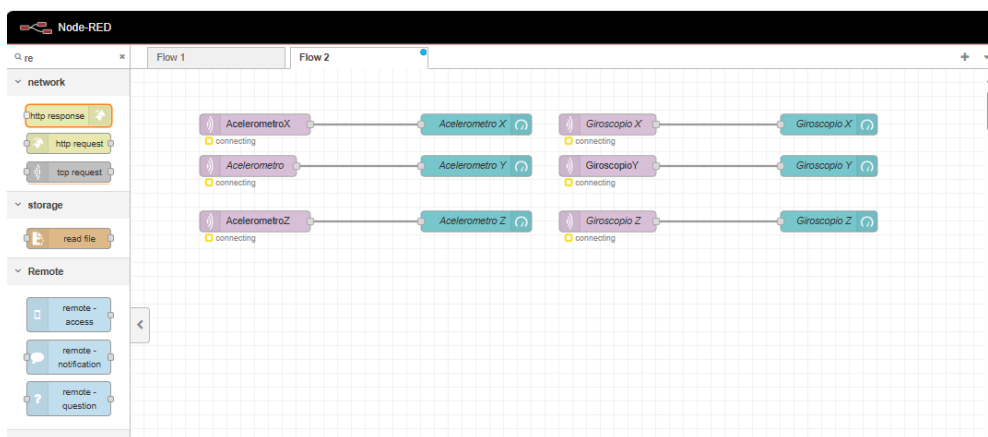 Node-RED
re
Flow 1
Flow 2
network
http response
http request
tcp request
storage
read file
Remote
remote -
access
remote -
notification
remote -
question
AcelerometroX
connecting
Acelerometro X
Giroscopio X
connecting
Giroscopio X
Acelerometro
connecting
Acelerometro Y
GiroscopioY
connecting
Giroscopio Y
AcelerometroZ
connecting
Acelerometro Z
Giroscopio Z
connecting
Giroscopio Z